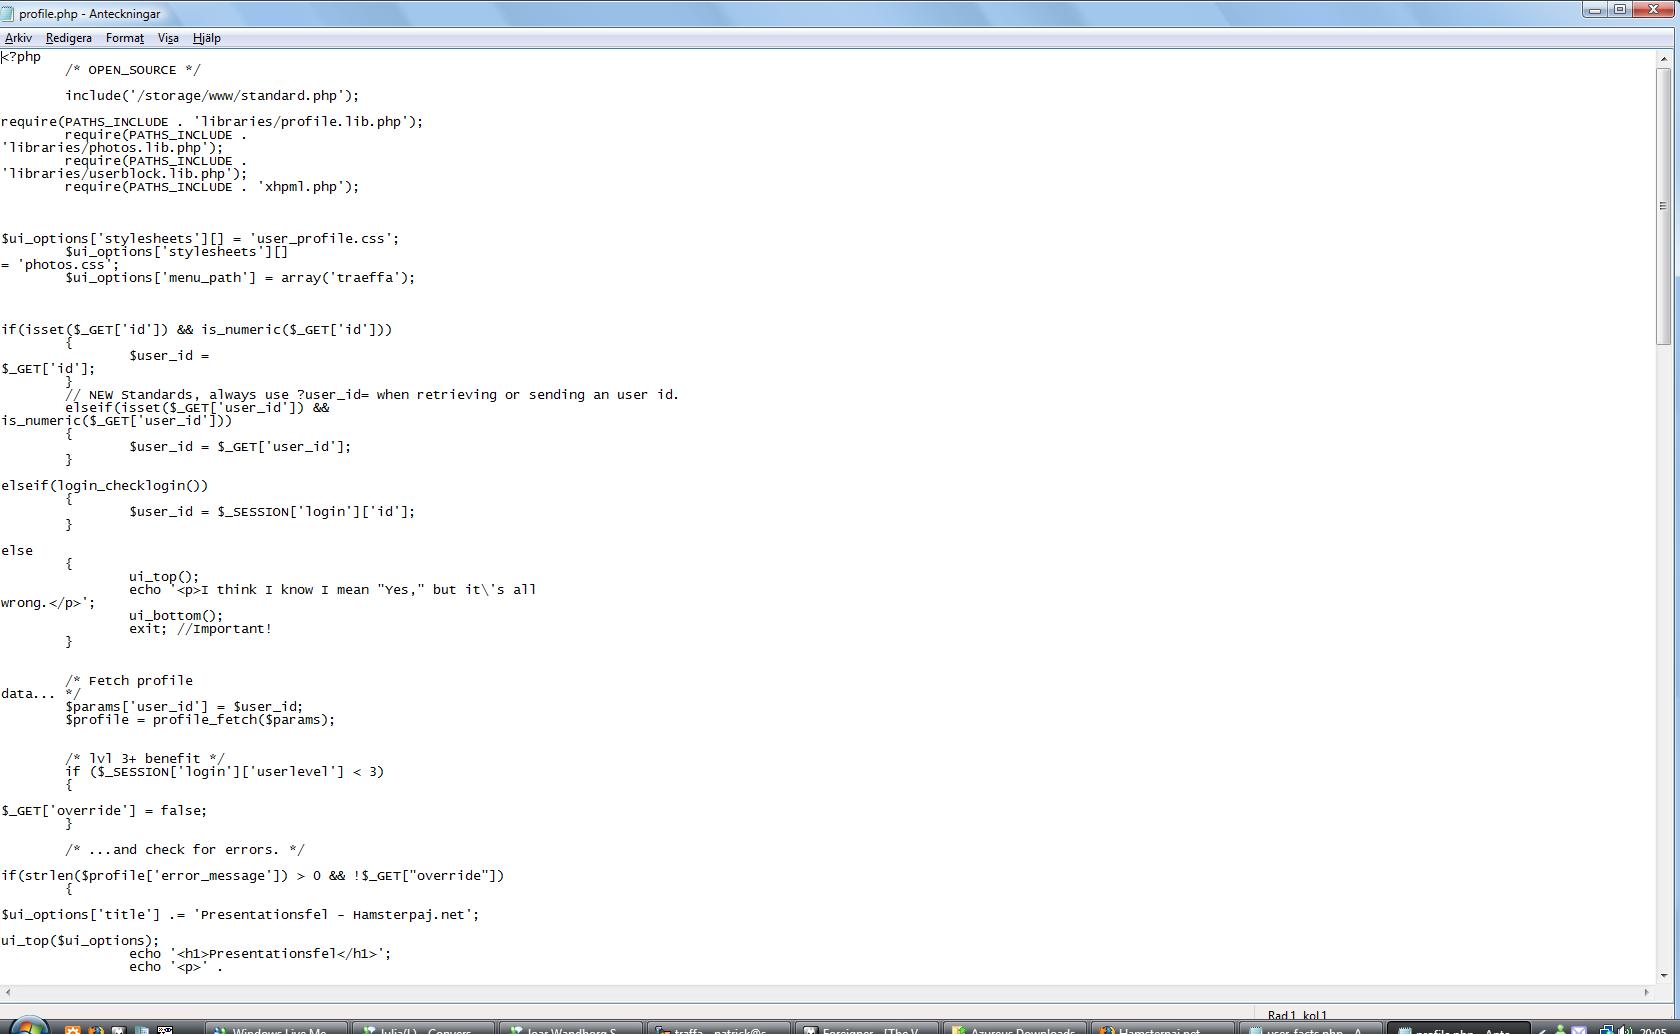 profile.php - Anteckningar
Arkiv Redigera Format Visa Hjälp
<?php
/* OPEN_SOURCE */
include('/storage/www/standard.php');
require(PATHS_INCLUDE . 'libraries/profile.lib.php');
require(PATHS_INCLUDE .
'libraries/photos.lib.php');
require(PATHS_INCLUDE .
'libraries/userblock.lib.php');
require(PATHS_INCLUDE . 'xhpml.php');
$ui_options['stylesheets'][] = 'user_profile.css';
$ui_options['stylesheets'][]
= 'photos.css';
$ui_options['menu_path'] = array('traeffa');
if(isset($_GET['id']) && is_numeric($_GET['id']))
{
$user_id =
$_GET['id'];
}
// NEW Standards, always use ?user_id= when retrieving or sending an user id.
elseif(isset($_GET['user_id']) &&
is_numeric($_GET['user_id']))
{
$user_id = $_GET['user_id'];
}
elseif(login_checklogin())
{
$user_id = $_SESSION['login']['id'];
}
else
{
ui_top();
echo '<p>I think I know I mean "Yes," but it\'s all
wrong.</p>';
ui_bottom();
exit; //Important!
}
/* Fetch profile
data... */
$params['user_id'] = $user_id;
$profile = profile_fetch($params);
/* lvl 3+ benefit */
if ($_SESSION['login']['userlevel'] < 3)
{
$_GET['override'] = false;
}
/* ...and check for errors. */
if(strlen($profile['error_message']) > 0 && !$_GET["override"])
{
$ui_options['title'] .= 'Presentationsfel - Hamsterpaj.net';
ui_top($ui_options);
echo '<h1>Presentationsfel</h1>';
echo '<p>' .
Rad 1, kol 1
Windows Live Me... Julia(L) - Convers... Joar Wandborg S... traffa - patrick@s... Foreigner - [The V... Azureus Downloads Hamsterpaj.net - ... user_facts.php - A... profile.php - Ante... 20:05